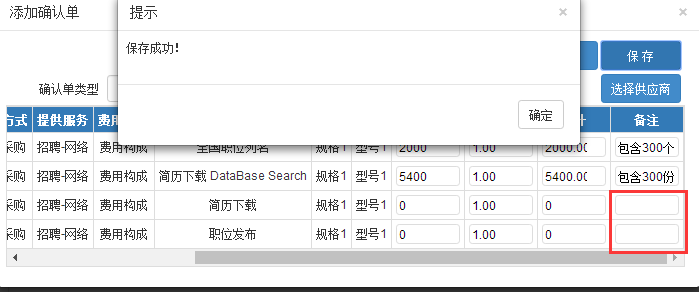 添加确认单
提示 ×
×
保存成功!
保 存
确认单类型
选择供应商
确定
方式 提供服务 备注
采购 招聘-网络 费用构成 全国职位列名 规格1 型号1 2000 1.00 2000.00 包含300个
采购 招聘-网络 费用构成 简历下载 DataBase Search 规格1 型号1 5400 1.00 5400.00 包含300份
采购 招聘-网络 费用构成 简历下载 规格1 型号1 0 1.00 0
采购 招聘-网络 费用构成 职位发布 规格1 型号1 0 1.00 0